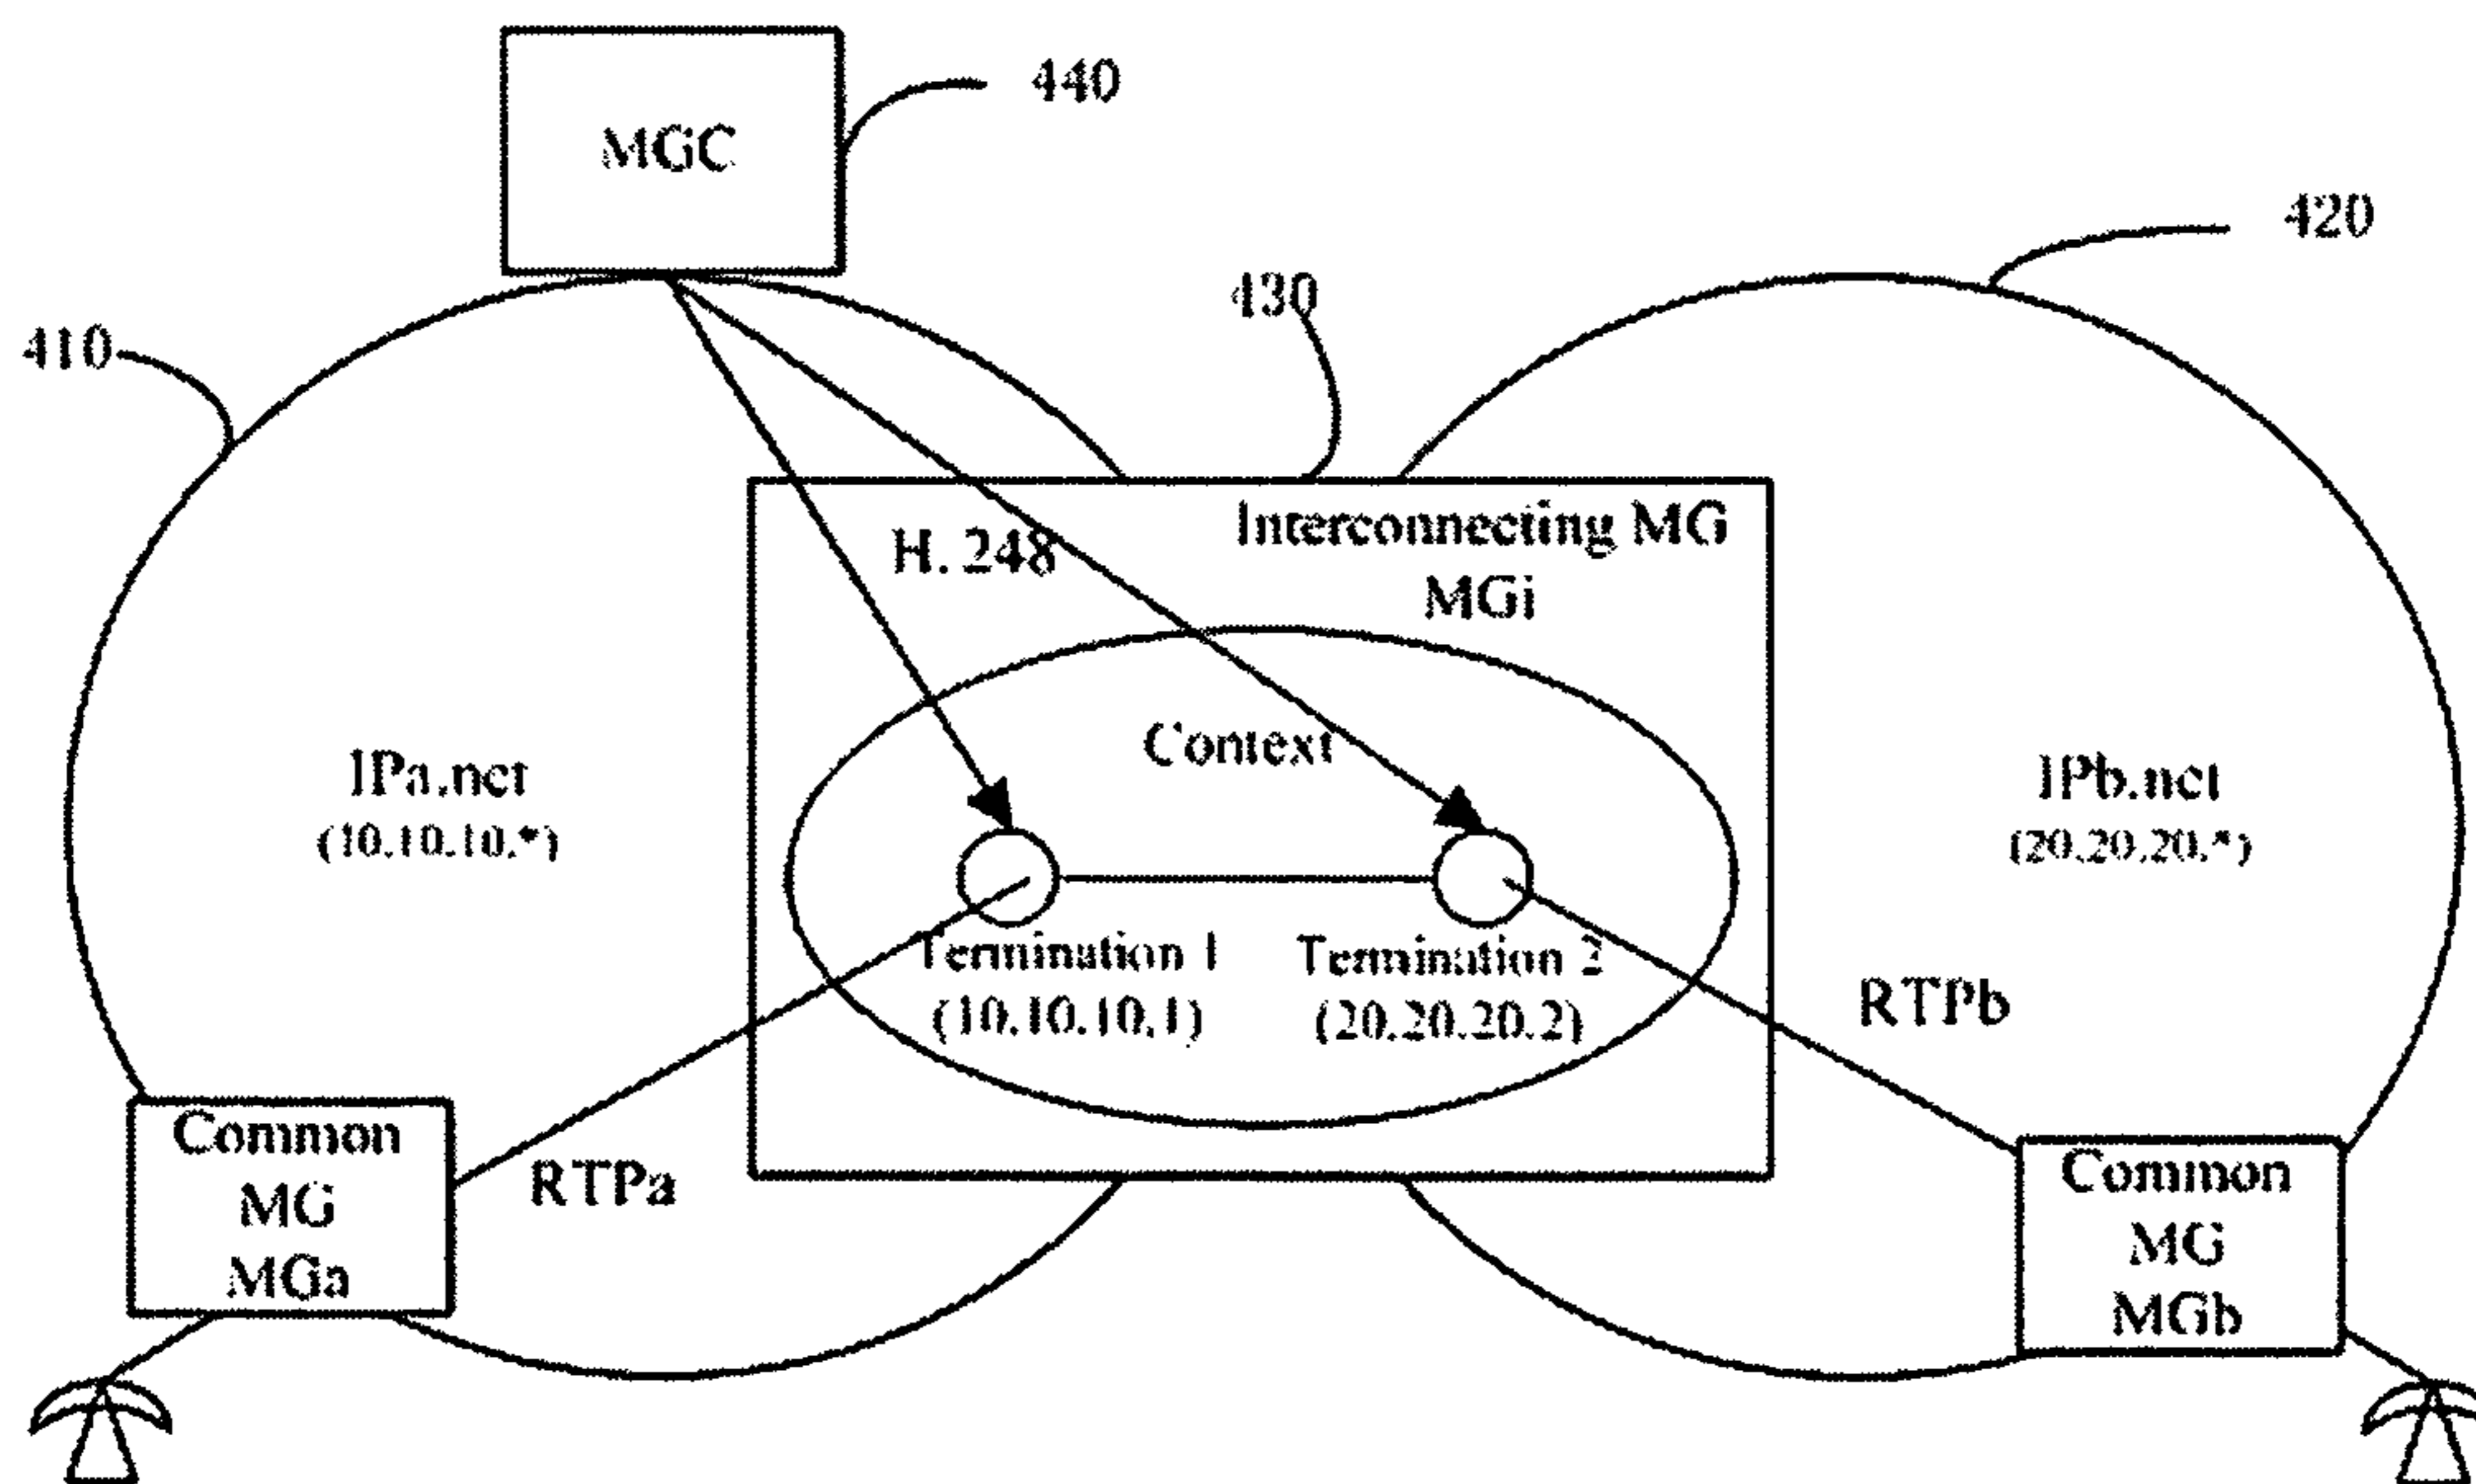 MGC
440
420
430
410
H. 248
Interconnecting MG
MGi
Context
IPa.net
(10.10.10.*)
IPb.net
(20.20.20.*)
Termination 1
(10.10.10.1)
Termination 2
(20.20.20.2)
RTPb
RTPa
Common
MG
MGa
Common
MG
MGb